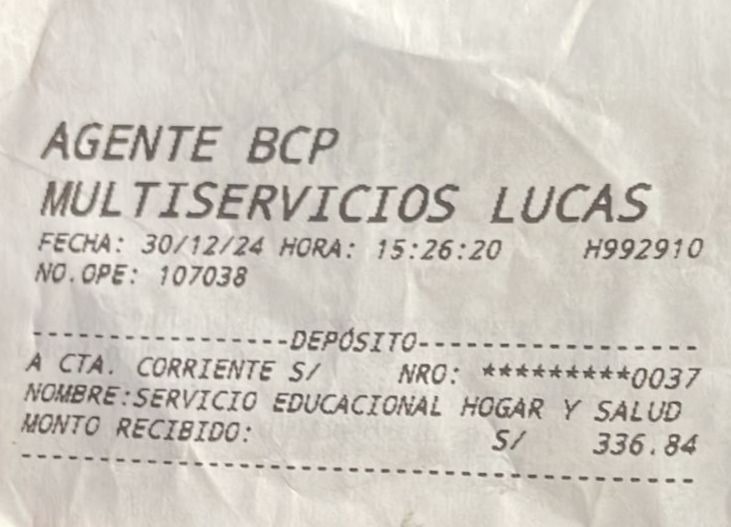 AGENTE BCP
MULTISERVICIOS LUCAS
FECHA: 30/12/24 HORA: 15:26:20 H992910
NO.OPE: 107038
-----------------DEPÓSITO------------------
A CTA. CORRIENTE S/ NRO: *********0037
NOMBRE:SERVICIO EDUCACIONAL HOGAR Y SALUD
MONTO RECIBIDO: S/ 336.84
-------------------------------------------